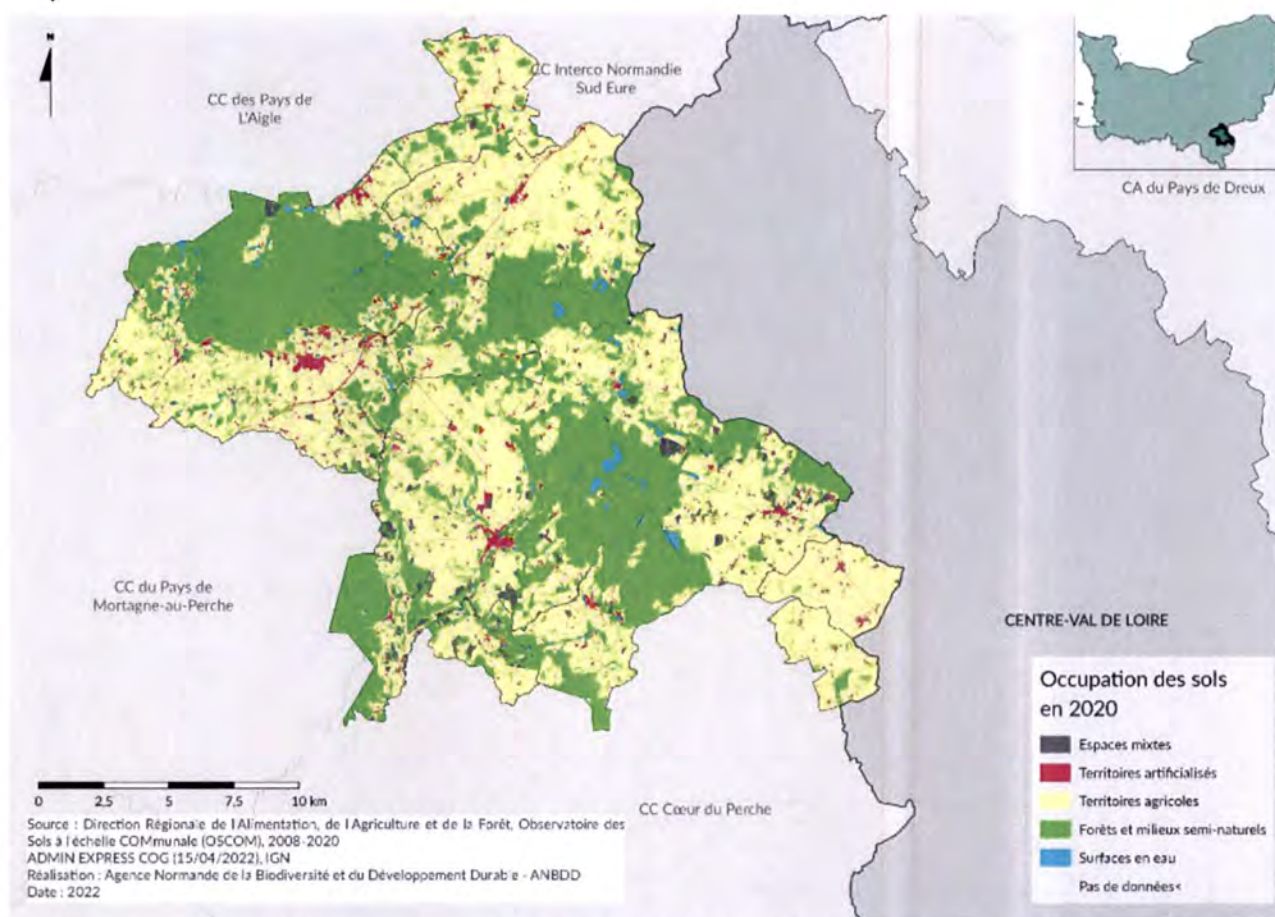 N
CC Interco Normandie
Sud Eure
CC des Pays de
L'Aigle
CA du Pays de Dreux
CC du Pays de
Mortagne-au-Perche
CENTRE-VAL DE LOIRE
CC Cœur du Perche
Occupation des sols
en 2020
Espaces mixtes
Territoires artificialisés
Territoires agricoles
Forêts et milieux semi-naturels
Surfaces en eau
Pas de données<
0 2.5 5 7.5 10 km
Source : Direction Régionale de l'Alimentation, de l'Agriculture et de la Forêt, Observatoire des
Sols à l'échelle COMmunale (OSCOM), 2008-2020
ADMIN EXPRESS COG (15/04/2022), IGN
Réalisation : Agence Normande de la Biodiversité et du Développement Durable - ANBDD
Date : 2022